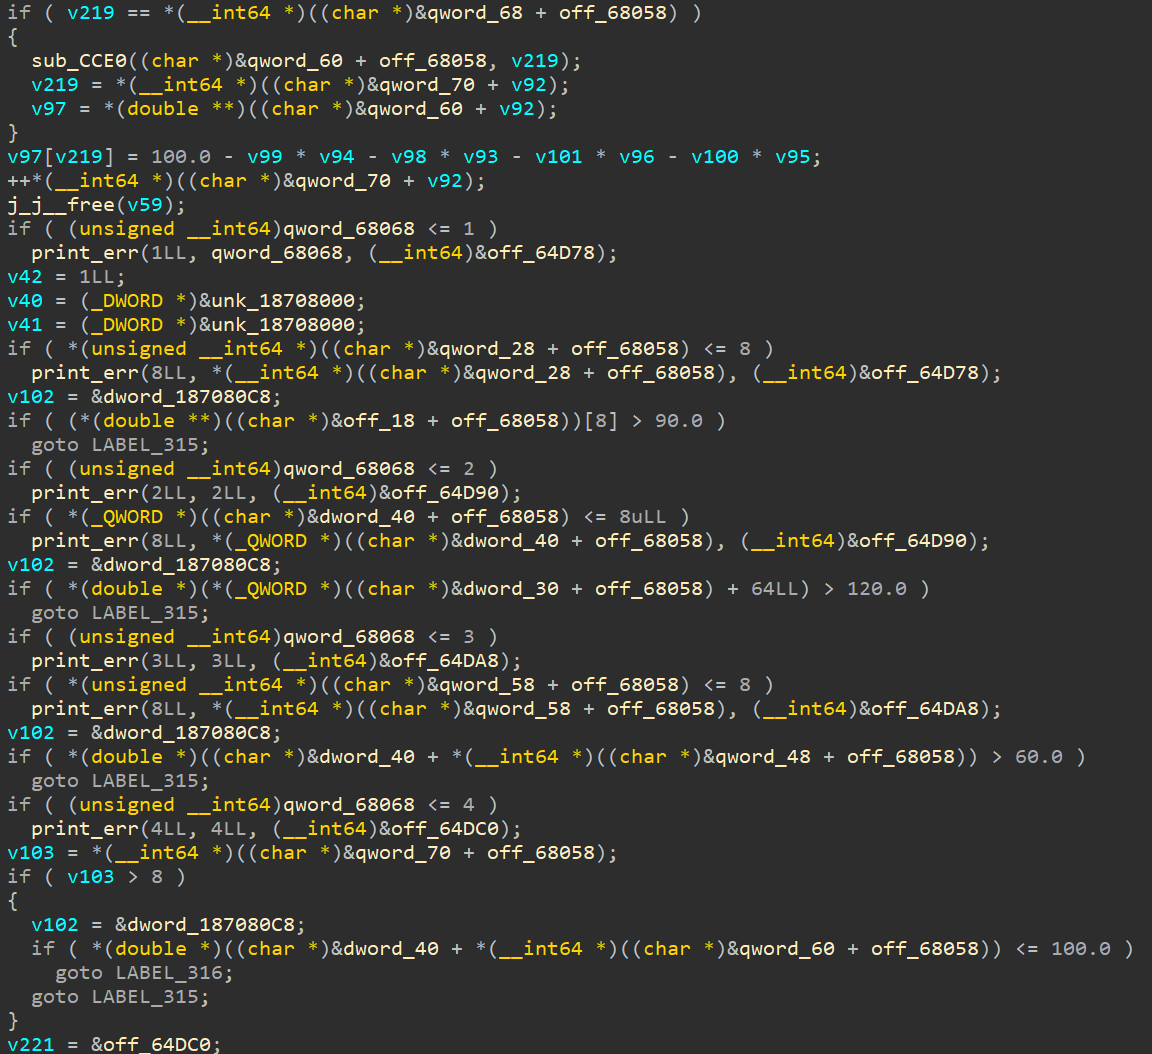 if ( v219 == *(__int64 *)((char *)&qword_68 + off_68058) )
{
  sub_CCE0((char *)&qword_60 + off_68058, v219);
  v219 = *(__int64 *)((char *)&qword_70 + v92);
  v97 = *(double **)((char *)&qword_60 + v92);
}
v97[v219] = 100.0 - v99 * v94 - v98 * v93 - v101 * v96 - v100 * v95;
++*(__int64 *)((char *)&qword_70 + v92);
j_j__free(v59);
if ( (unsigned __int64)qword_68068 <= 1 )
  print_err(1LL, qword_68068, (__int64)&off_64D78);
v42 = 1LL;
v40 = (_DWORD *)&unk_18708000;
v41 = (_DWORD *)&unk_18708000;
if ( *(unsigned __int64 *)((char *)&qword_28 + off_68058) <= 8 )
  print_err(8LL, *(__int64 *)((char *)&qword_28 + off_68058), (__int64)&off_64D78);
v102 = &dword_187080C8;
if ( (*(double **)((char *)&off_18 + off_68058))[8] > 90.0 )
  goto LABEL_315;
if ( (unsigned __int64)qword_68068 <= 2 )
  print_err(2LL, 2LL, (__int64)&off_64D90);
if ( *(_QWORD *)((char *)&dword_40 + off_68058) <= 8uLL )
  print_err(8LL, *(_QWORD *)((char *)&dword_40 + off_68058), (__int64)&off_64D90);
v102 = &dword_187080C8;
if ( *(double *)(*(_QWORD *)((char *)&dword_30 + off_68058) + 64LL) > 120.0 )
  goto LABEL_315;
if ( (unsigned __int64)qword_68068 <= 3 )
  print_err(3LL, 3LL, (__int64)&off_64DA8);
if ( *(unsigned __int64 *)((char *)&qword_58 + off_68058) <= 8 )
  print_err(8LL, *(__int64 *)((char *)&qword_58 + off_68058), (__int64)&off_64DA8);
v102 = &dword_187080C8;
if ( *(double *)((char *)&dword_40 + *(__int64 *)((char *)&qword_48 + off_68058)) > 60.0 )
  goto LABEL_315;
if ( (unsigned __int64)qword_68068 <= 4 )
  print_err(4LL, 4LL, (__int64)&off_64DC0);
v103 = *(__int64 *)((char *)&qword_70 + off_68058);
if ( v103 > 8 )
{
  v102 = &dword_187080C8;
  if ( *(double *)((char *)&dword_40 + *(__int64 *)((char *)&qword_60 + off_68058)) <= 100.0 )
    goto LABEL_316;
  goto LABEL_315;
}
v221 = &off_64DC0;